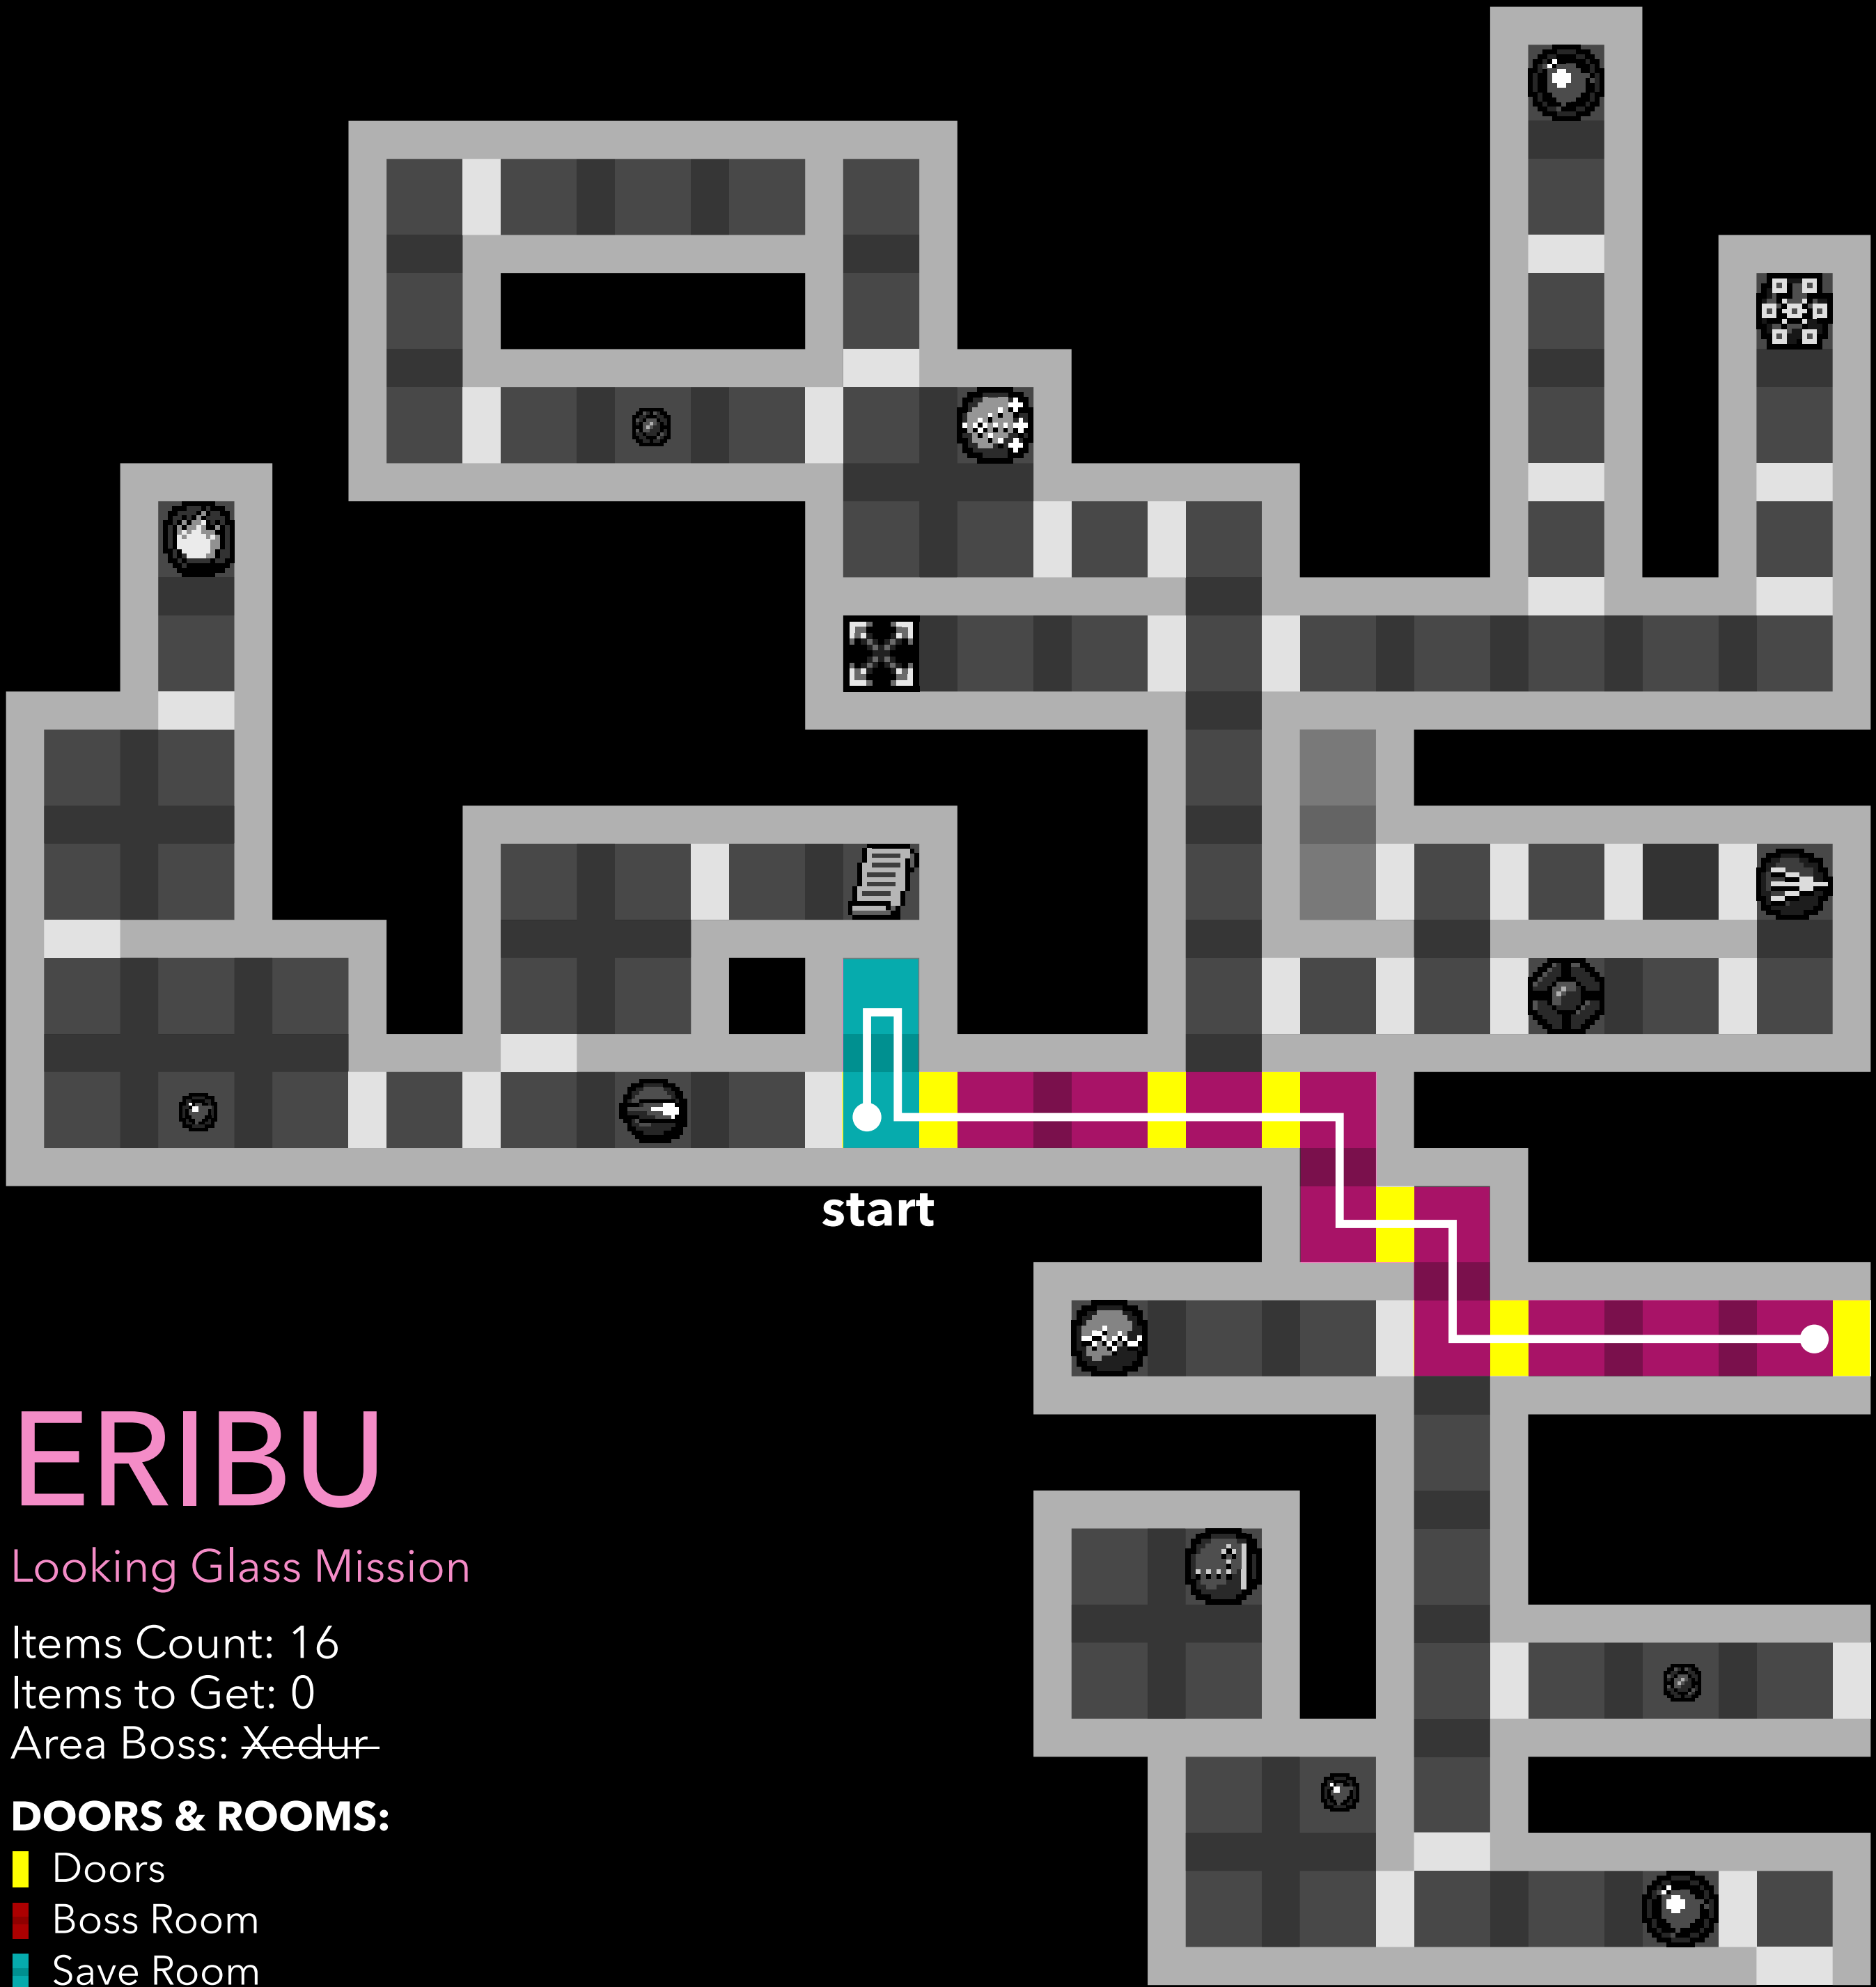 start
ERIBU
Looking Glass Mission
Items Count: 16
Items to Get: 0
Area Boss: Xedur
DOORS & ROOMS:
Doors
Boss Room
Save Room